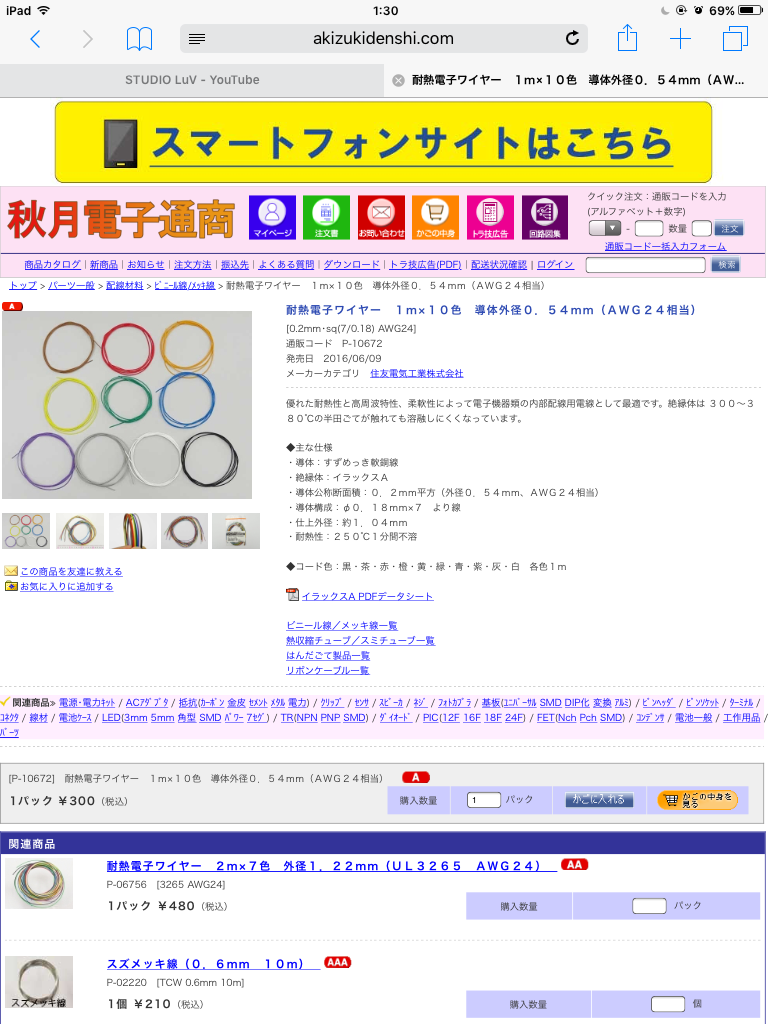 iPad 1:30 69%
akizukidenshi.com
STUDIO LuV - YouTube
耐熱電子ワイヤー　１ｍ×１０色　導体外径０．５４ｍｍ（ＡＷ...
スマートフォンサイトはこちら
秋月電子通商
マイページ
注文書
お問い合わせ
かごの中身
トラ技広告
回路図集
クイック注文：通販コードを入力
(アルファベット＋数字)
- 数量 注文
通販コード一括入力フォーム
商品カタログ | 新商品 | お知らせ | 注文方法 | 振込先 | よくある質問 | ダウンロード | トラ技広告(PDF) | 配送状況確認 | ログイン
検索
トップ > パーツ一般 > 配線材料 > ﾋﾞﾆｰﾙ線/ﾒｯｷ線 > 耐熱電子ワイヤー　１ｍ×１０色　導体外径０．５４ｍｍ（ＡＷＧ２４相当）
A
耐熱電子ワイヤー　１ｍ×１０色　導体外径０．５４ｍｍ（ＡＷＧ２４相当）
[0.2mm･sq(7/0.18) AWG24]
通販コード　P-10672
発売日　2016/06/09
メーカーカテゴリ　住友電気工業株式会社
優れた耐熱性と高周波特性、柔軟性によって電子機器類の内部配線用電線として最適です。絶縁体は ３００～３
８０℃の半田ごてが触れても溶融しにくくなっています。
◆主な仕様
・導体：すずめっき軟銅線
・絶縁体：イラックスＡ
・導体公称断面積：０．２ｍｍ平方（外径０．５４ｍｍ、ＡＷＧ２４相当）
・導体構成：φ０．１８ｍｍ×７　より線
・仕上外径：約１．０４ｍｍ
・耐熱性：２５０℃１分間不溶
◆コード色：黒・茶・赤・橙・黄・緑・青・紫・灰・白　各色１ｍ
この商品を友達に教える
お気に入りに追加する
イラックスA PDFデータシート
ビニール線／メッキ線一覧
熱収縮チューブ／スミチューブ一覧
はんだごて製品一覧
リボンケーブル一覧
関連商品» 電源･電力ｷｯﾄ / ACｱﾀﾞﾌﾟﾀ / 抵抗(ｶｰﾎﾞﾝ 金皮 ｾﾒﾝﾄ ﾒﾀﾙ 電力) / ｸﾘｯﾌﾟ / ｾﾝｻ / ｽﾋﾟｰｶ / ﾈｼﾞ / ﾌｫﾄｶﾌﾟﾗ / 基板(ﾕﾆﾊﾞｰｻﾙ SMD DIP化 変換 ｱﾙﾐ) / ﾋﾟﾝﾍｯﾀﾞ / ﾋﾟﾝｿｹｯﾄ / ﾀｰﾐﾅﾙ /
ｺﾈｸﾀ / 線材 / 電池ｹｰｽ / LED(3mm 5mm 角型 SMD ﾊﾟﾜｰ 7ｾｸﾞ) / TR(NPN PNP SMD) / ﾀﾞｲｵｰﾄﾞ / PIC(12F 16F 18F 24F) / FET(Nch Pch SMD) / ｺﾝﾃﾞﾝｻ / 電池一般 / 工作用品 /
ﾊﾟｰﾂ
[P-10672]　耐熱電子ワイヤー　１ｍ×１０色　導体外径０．５４ｍｍ（ＡＷＧ２４相当） A
1パック ￥300（税込）
購入数量 1 パック かごに入れる かごの中身を見る
関連商品
耐熱電子ワイヤー　２ｍ×７色　外径１．２２ｍｍ（ＵＬ３２６５　ＡＷＧ２４） AA
P-06756　[3265 AWG24]
1パック ￥480（税込）
購入数量 パック
スズメッキ線（０．６ｍｍ　１０ｍ） AAA
P-02220　[TCW 0.6mm 10m]
スズメッキ線
1個 ￥210（税込）
購入数量 個